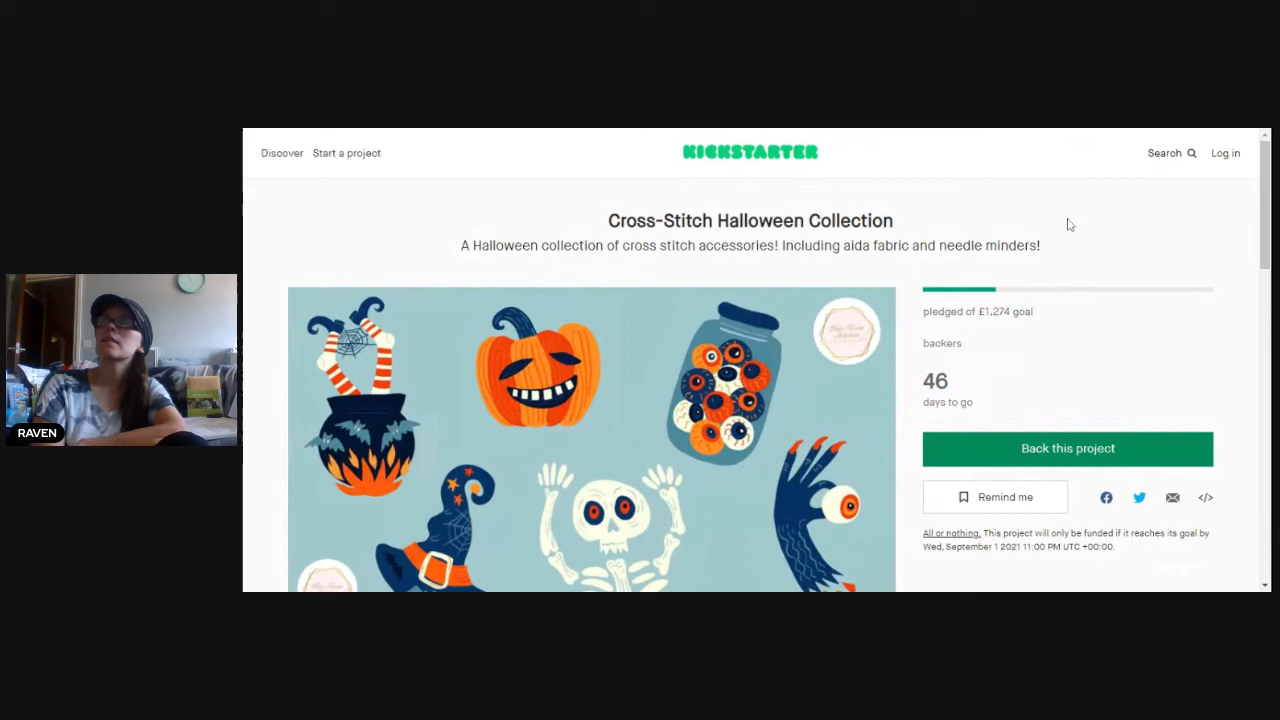 Discover Start a project
KICKSTARTER
Search Log in
Cross-Stitch Halloween Collection
A Halloween collection of cross stitch accessories! Including aida fabric and needle minders!
pledged of £1,274 goal
backers
46
days to go
Back this project
Remind me
All or nothing. This project will only be funded if it reaches its goal by
Wed, September 1 2021 11:00 PM UTC +00:00.
RAVEN